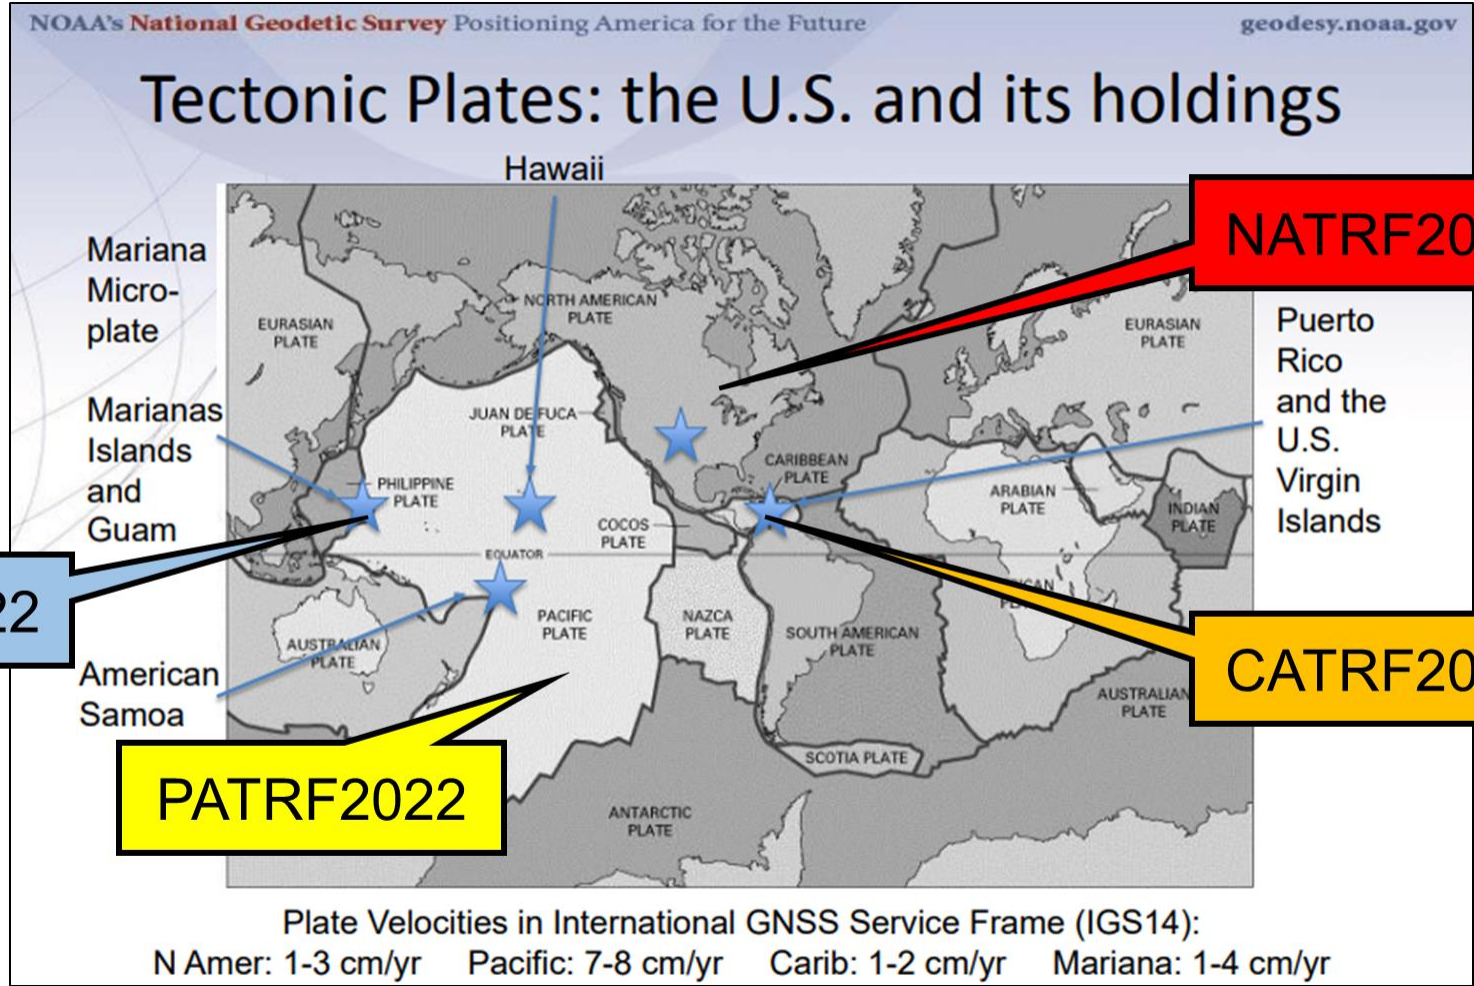 NOAA's National Geodetic Survey Positioning America for the Future
geodesy.noaa.gov
Tectonic Plates: the U.S. and its holdings
Hawaii
Mariana
Micro-
plate
Marianas
Islands
and
Guam
22
American
Samoa
PATRF2022
NATRF20
Puerto
Rico
and the
U.S.
Virgin
Islands
CATRF20
EURASIAN
PLATE
NORTH AMERICAN
PLATE
EURASIAN
PLATE
JUAN DE FUCA
PLATE
CARIBBEAN
PLATE
PHILIPPINE
PLATE
ARABIAN
PLATE
INDIAN
PLATE
COCOS
PLATE
EQUATOR
PACIFIC
PLATE
NAZCA
PLATE
SOUTH AMERICAN
PLATE
AUSTRALIAN
PLATE
AUSTRALIAN
PLATE
SCOTIA PLATE
ANTARCTIC
PLATE
Plate Velocities in International GNSS Service Frame (IGS14):
N Amer: 1-3 cm/yr Pacific: 7-8 cm/yr Carib: 1-2 cm/yr Mariana: 1-4 cm/yr